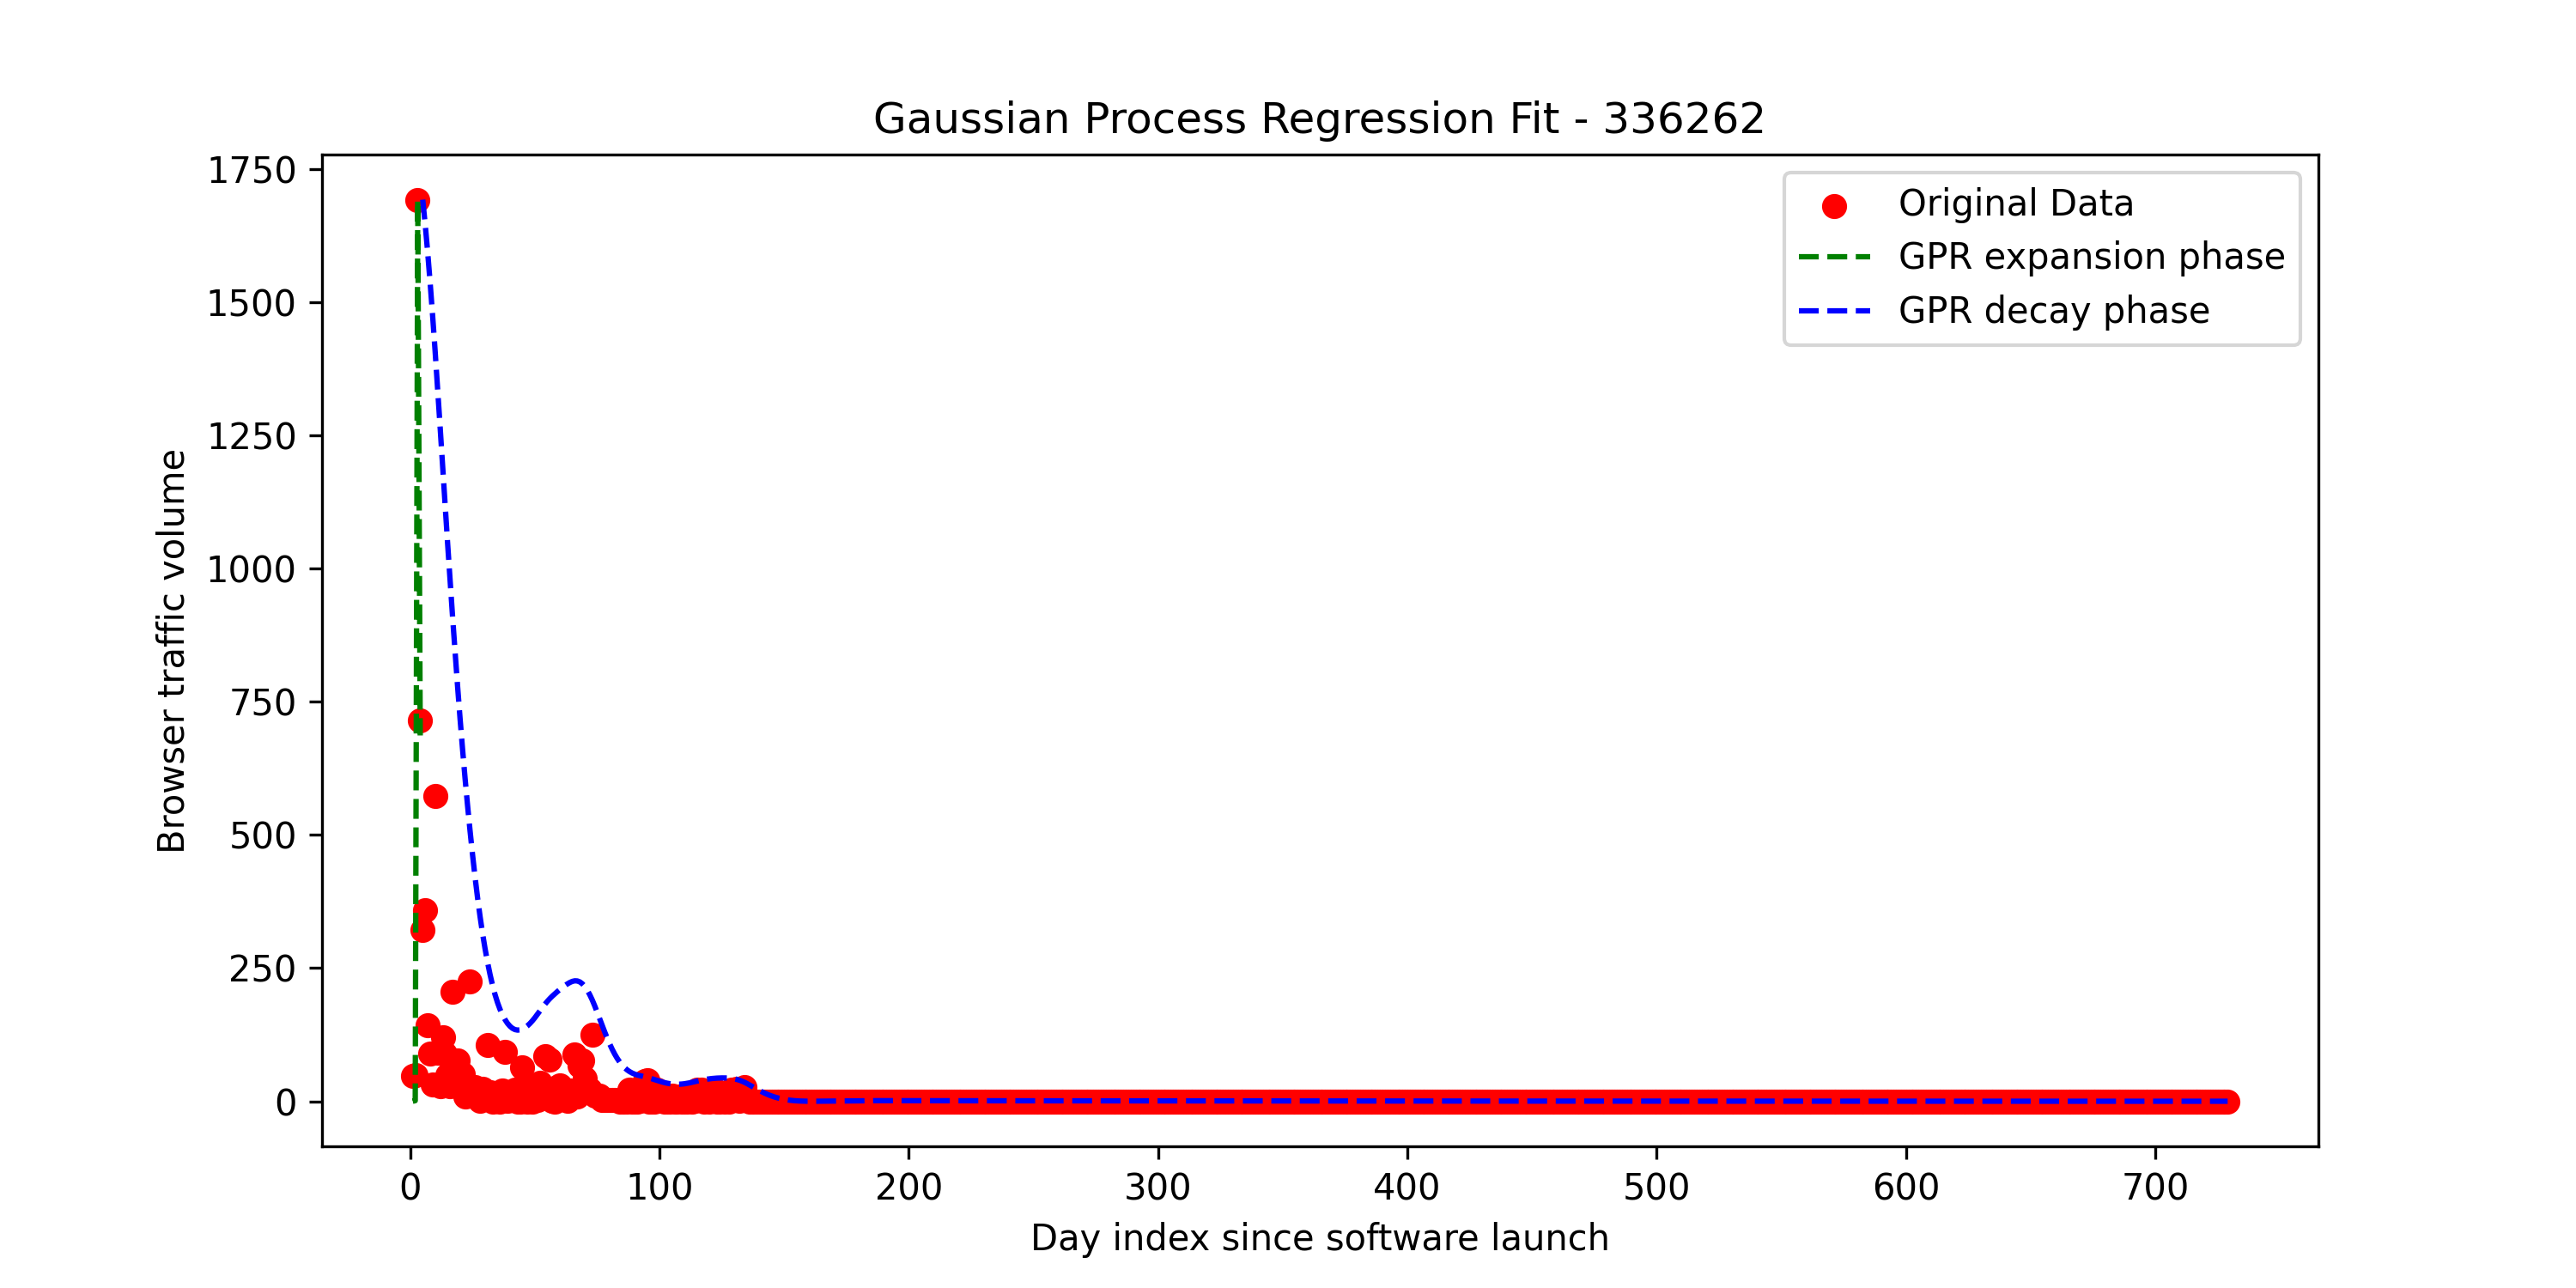 Gaussian Process Regression Fit - 336262
Original Data
GPR expansion phase
GPR decay phase
Browser traffic volume
1750
1500
1250
1000
750
500
250
0
0 100 200 300 400 500 600 700
Day index since software launch